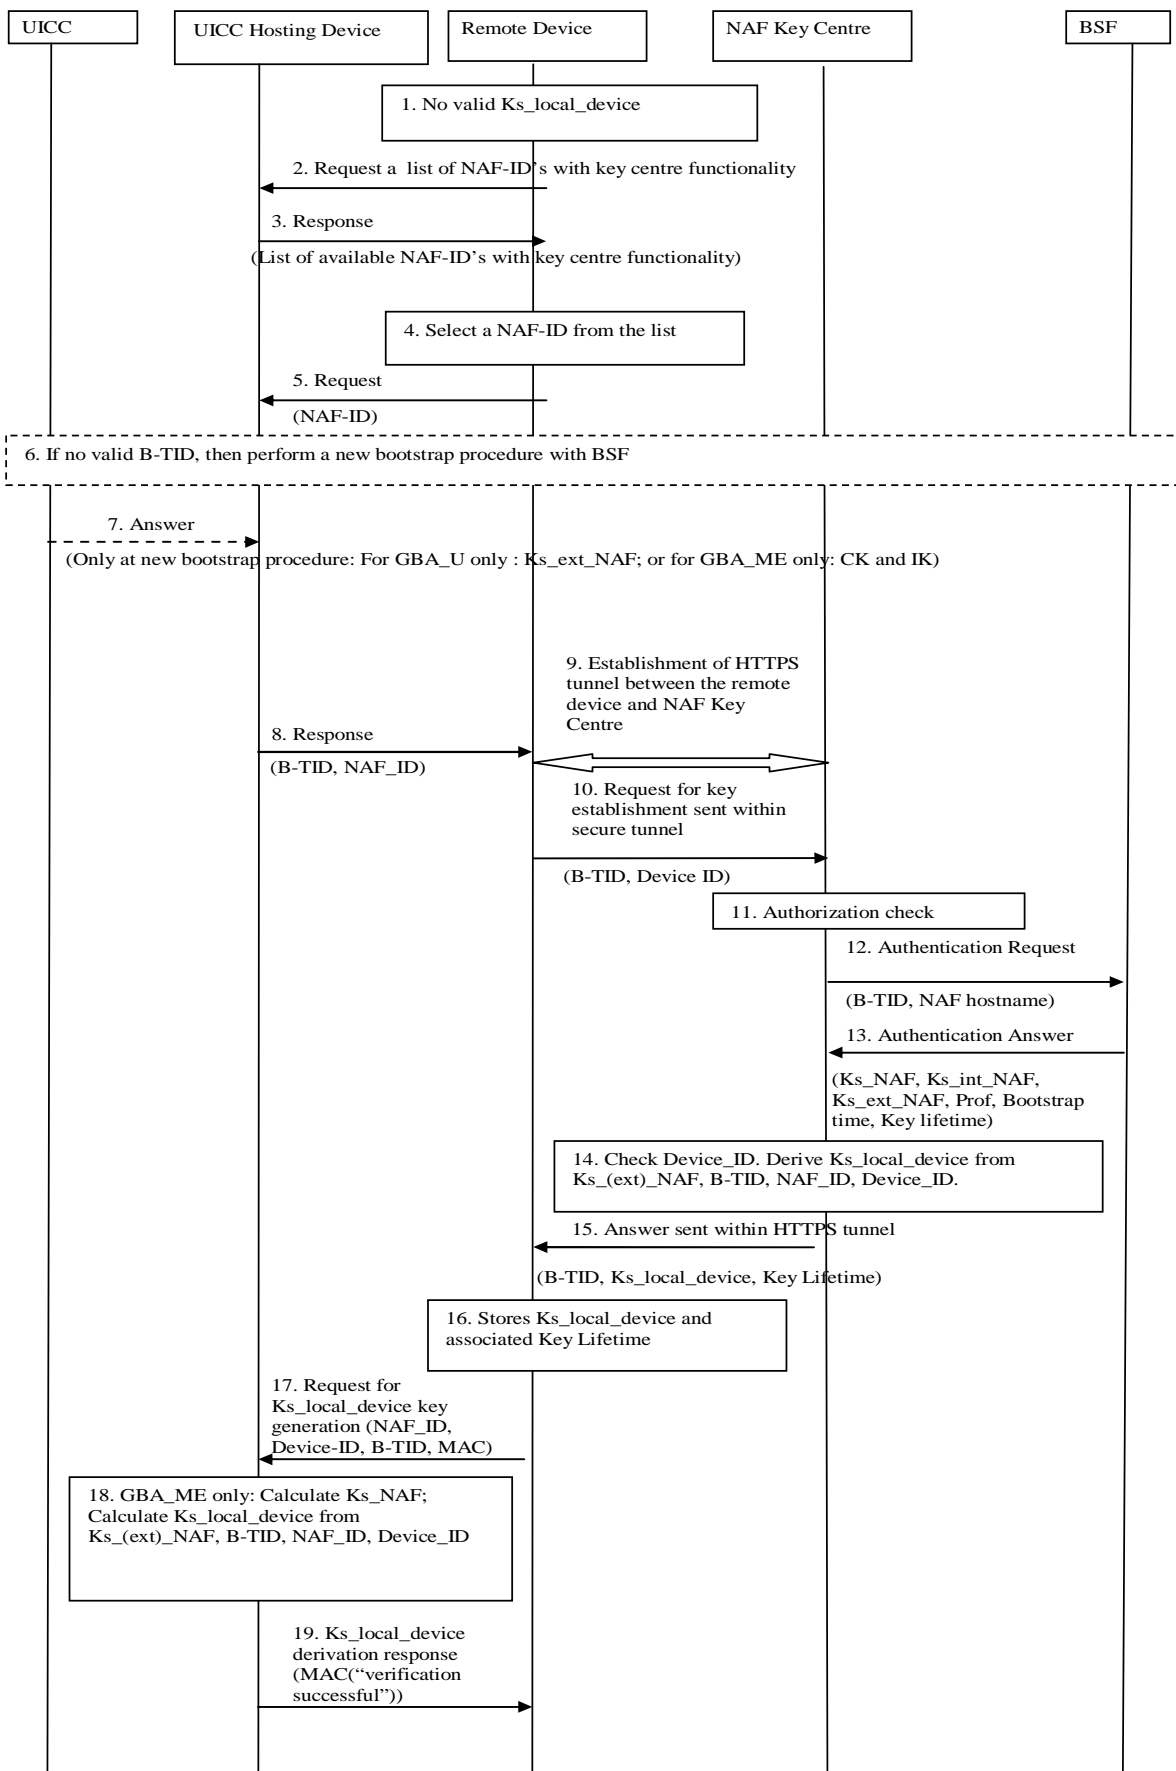 UICC
UICC Hosting Device
Remote Device
NAF Key Centre
BSF
1. No valid Ks_local_device
2. Request a list of NAF-ID's with key centre functionality
3. Response
(List of available NAF-ID's with key centre functionality)
4. Select a NAF-ID from the list
5. Request
(NAF-ID)
6. If no valid B-TID, then perform a new bootstrap procedure with BSF
7. Answer
(Only at new bootstrap procedure: For GBA_U only : Ks_ext_NAF; or for GBA_ME only: CK and IK)
9. Establishment of HTTPS
tunnel between the remote
device and NAF Key
Centre
8. Response
(B-TID, NAF_ID)
10. Request for key
establishment sent within
secure tunnel
(B-TID, Device ID)
11. Authorization check
12. Authentication Request
(B-TID, NAF hostname)
13. Authentication Answer
(Ks_NAF, Ks_int_NAF,
Ks_ext_NAF, Prof, Bootstrap
time, Key lifetime)
14. Check Device_ID. Derive Ks_local_device from
Ks_(ext)_NAF, B-TID, NAF_ID, Device_ID.
15. Answer sent within HTTPS tunnel
(B-TID, Ks_local_device, Key Lifetime)
16. Stores Ks_local_device and
associated Key Lifetime
17. Request for
Ks_local_device key
generation (NAF_ID,
Device-ID, B-TID, MAC)
18. GBA_ME only: Calculate Ks_NAF;
Calculate Ks_local_device from
Ks_(ext)_NAF, B-TID, NAF_ID, Device_ID
19. Ks_local_device
derivation response
(MAC(“verification
successful”))